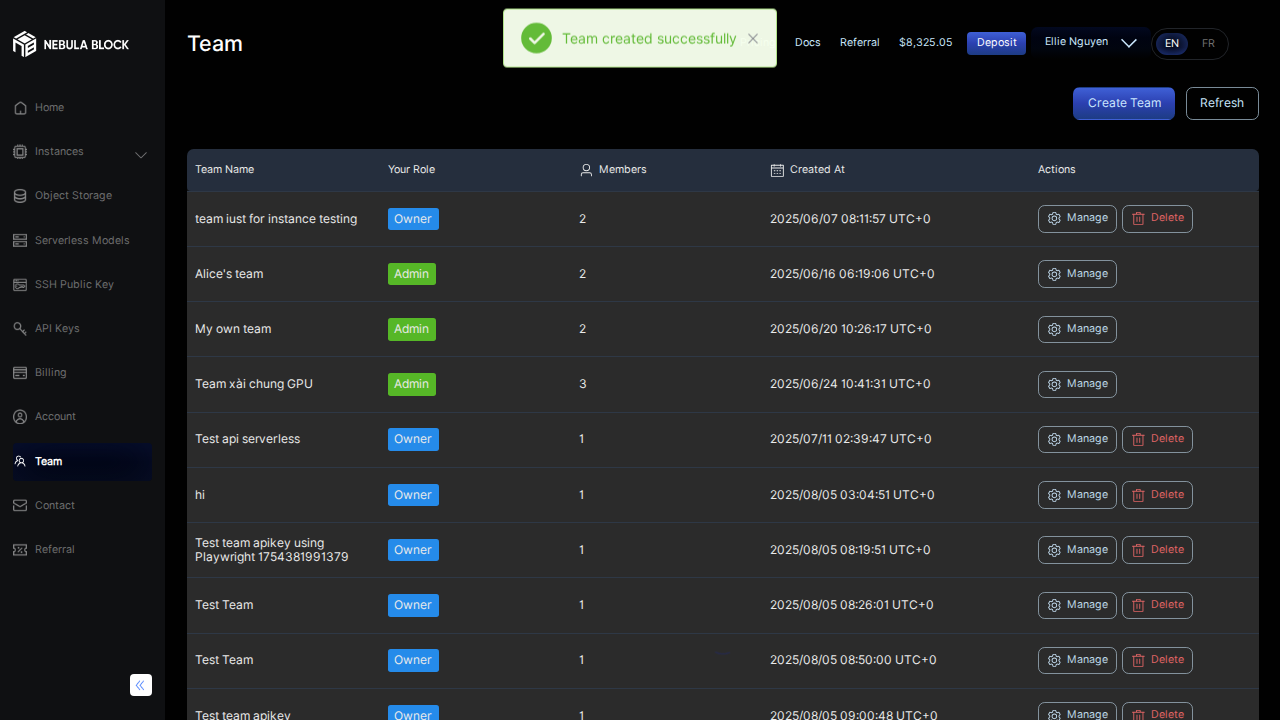 NEBULA BLOCK
Team
Team created successfully
Docs
Referral
$8,325.05
Deposit
Ellie Nguyen
EN
FR
Home
Instances
Object Storage
Serverless Models
SSH Public Key
API Keys
Billing
Account
Team
Contact
Referral
Create Team
Refresh
Team Name Your Role Members Created At Actions
team iust for instance testing Owner 2 2025/06/07 08:11:57 UTC+0 Manage Delete
Alice's team Admin 2 2025/06/16 06:19:06 UTC+0 Manage
My own team Admin 2 2025/06/20 10:26:17 UTC+0 Manage
Team xài chung GPU Admin 3 2025/06/24 10:41:31 UTC+0 Manage
Test api serverless Owner 1 2025/07/11 02:39:47 UTC+0 Manage Delete
hi Owner 1 2025/08/05 03:04:51 UTC+0 Manage Delete
Test team apikey using
Playwright 1754381991379 Owner 1 2025/08/05 08:19:51 UTC+0 Manage Delete
Test Team Owner 1 2025/08/05 08:26:01 UTC+0 Manage Delete
Test Team Owner 1 2025/08/05 08:50:00 UTC+0 Manage Delete
Test team apikey Owner 1 2025/08/05 09:00:48 UTC+0 Manage Delete